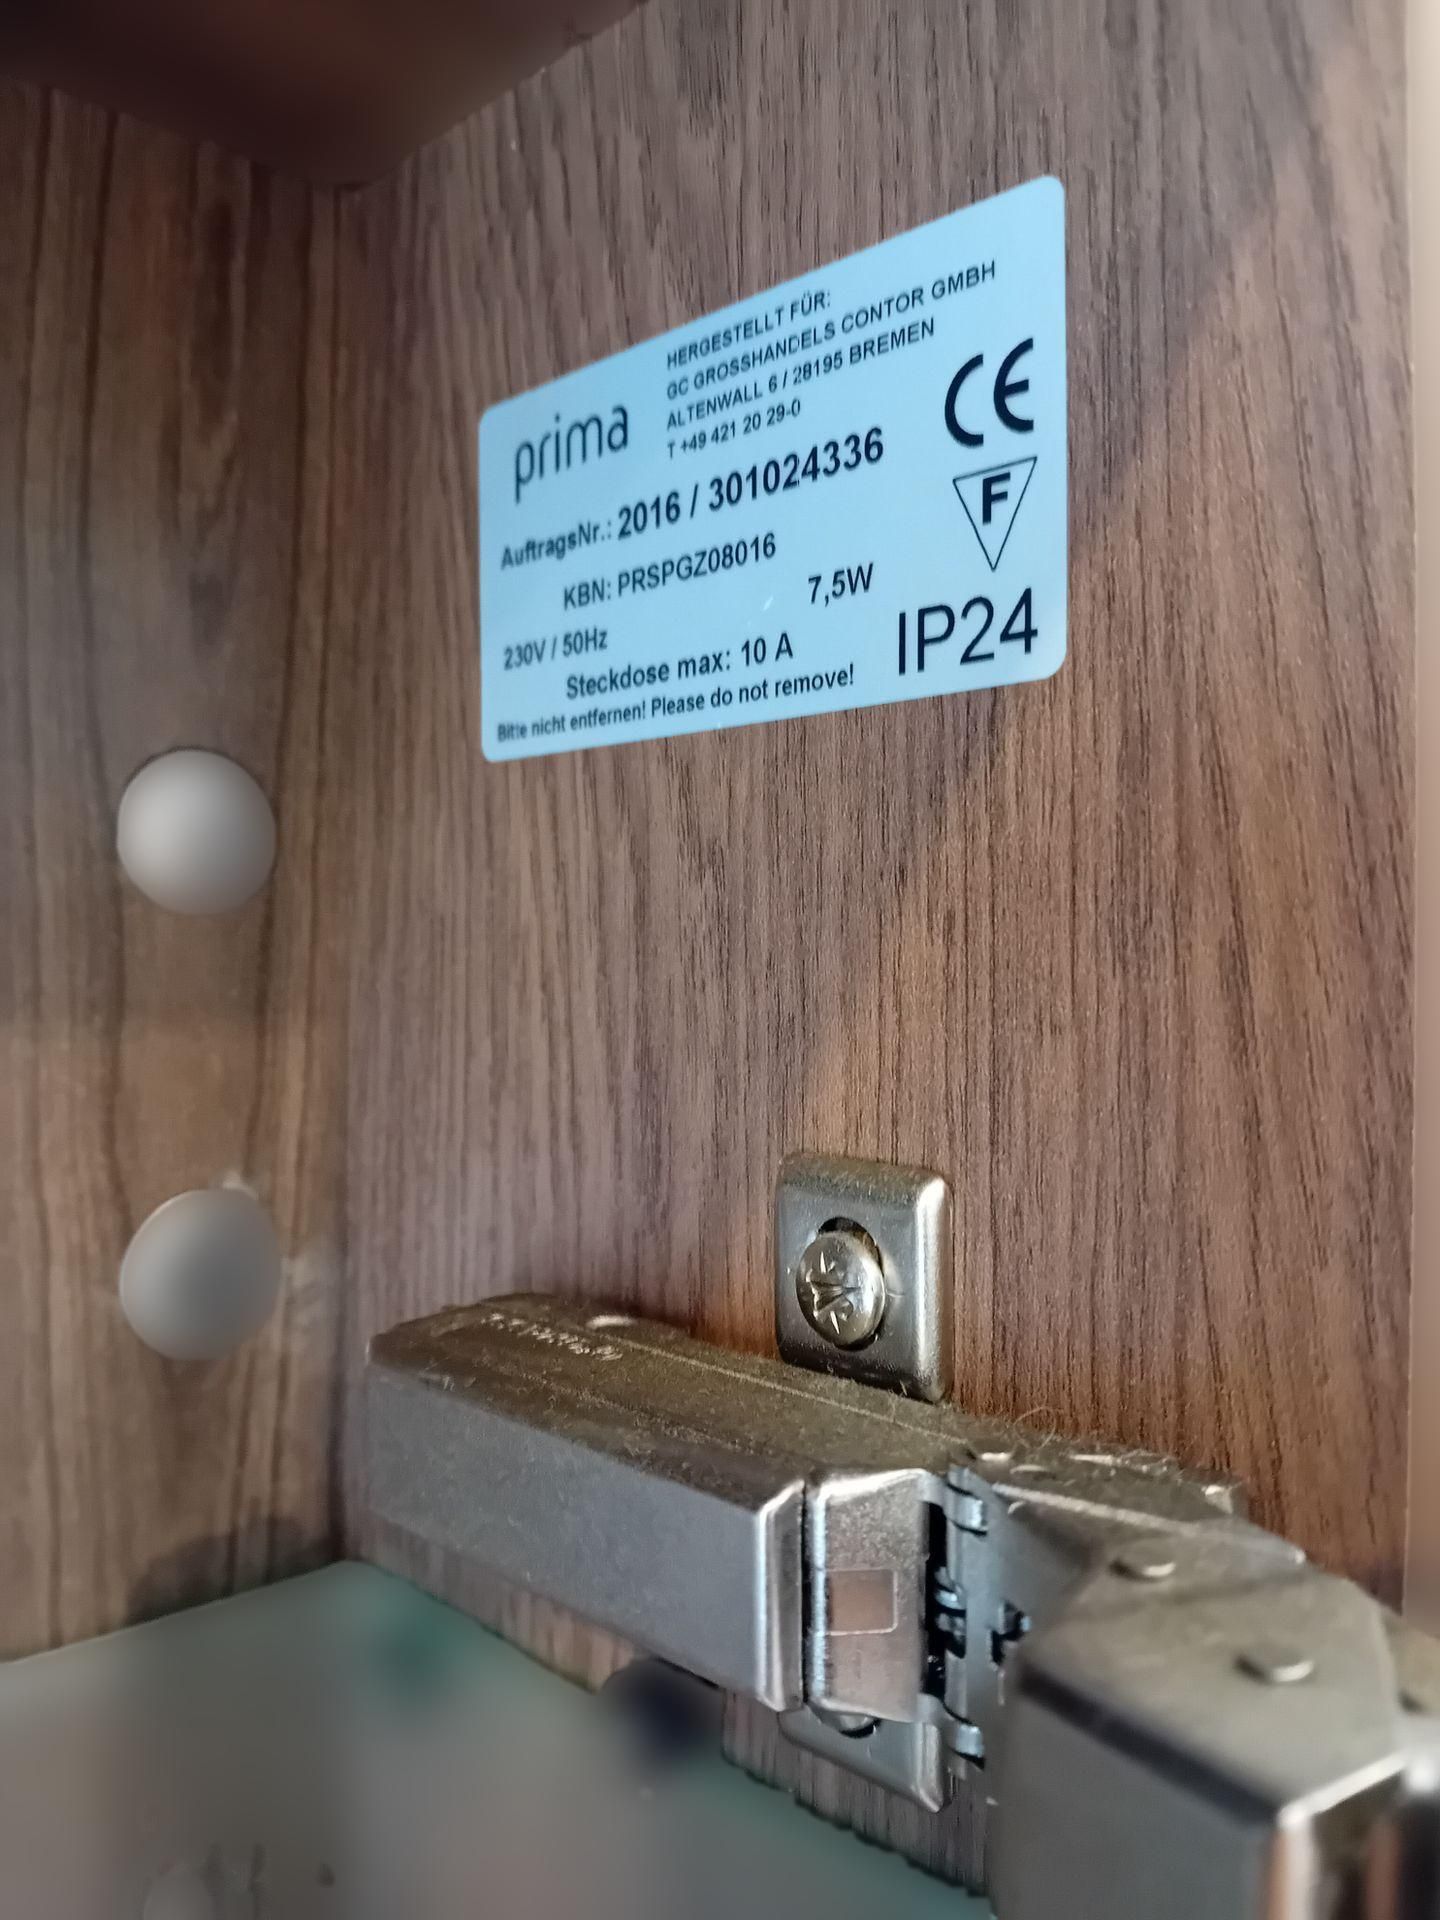 prima
HERGESTELLT FÜR:
GC GROSSHANDELS CONTOR GMBH
ALTENWALL 6 / 28195 BREMEN
T +49 421 20 29-0
AuftragsNr.: 2016 / 301024336
KBN: PRSPGZ08016
230V / 50Hz
7,5W
Steckdose max: 10 A
Bitte nicht entfernen! Please do not remove!
CE
F
IP24